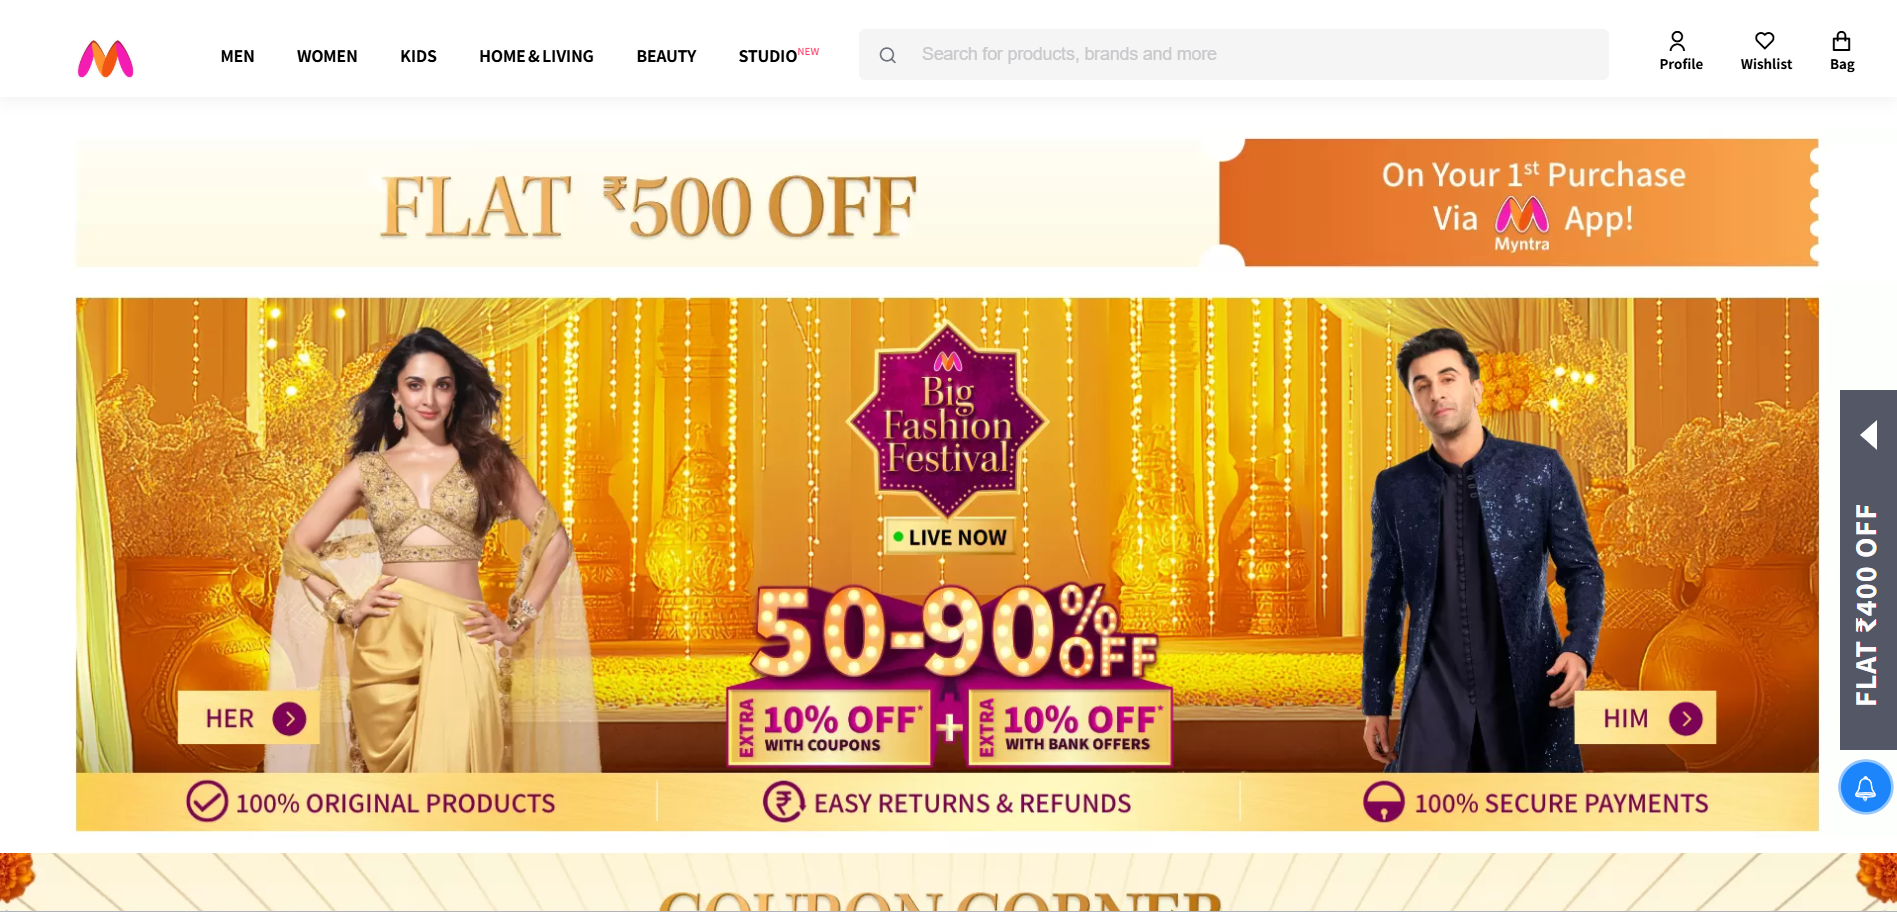 MEN
WOMEN
KIDS
HOME & LIVING
BEAUTY
STUDIO NEW
Search for products, brands and more
Profile
Wishlist
Bag
FLAT ₹500 OFF
On Your 1st Purchase
Via Myntra App!
Big
Fashion
Festival
LIVE NOW
50-90% OFF
EXTRA 10% OFF*
WITH COUPONS
+
EXTRA 10% OFF*
WITH BANK OFFERS
HER
HIM
FLAT ₹400 OFF
100% ORIGINAL PRODUCTS
EASY RETURNS & REFUNDS
100% SECURE PAYMENTS
COUPON CORNER